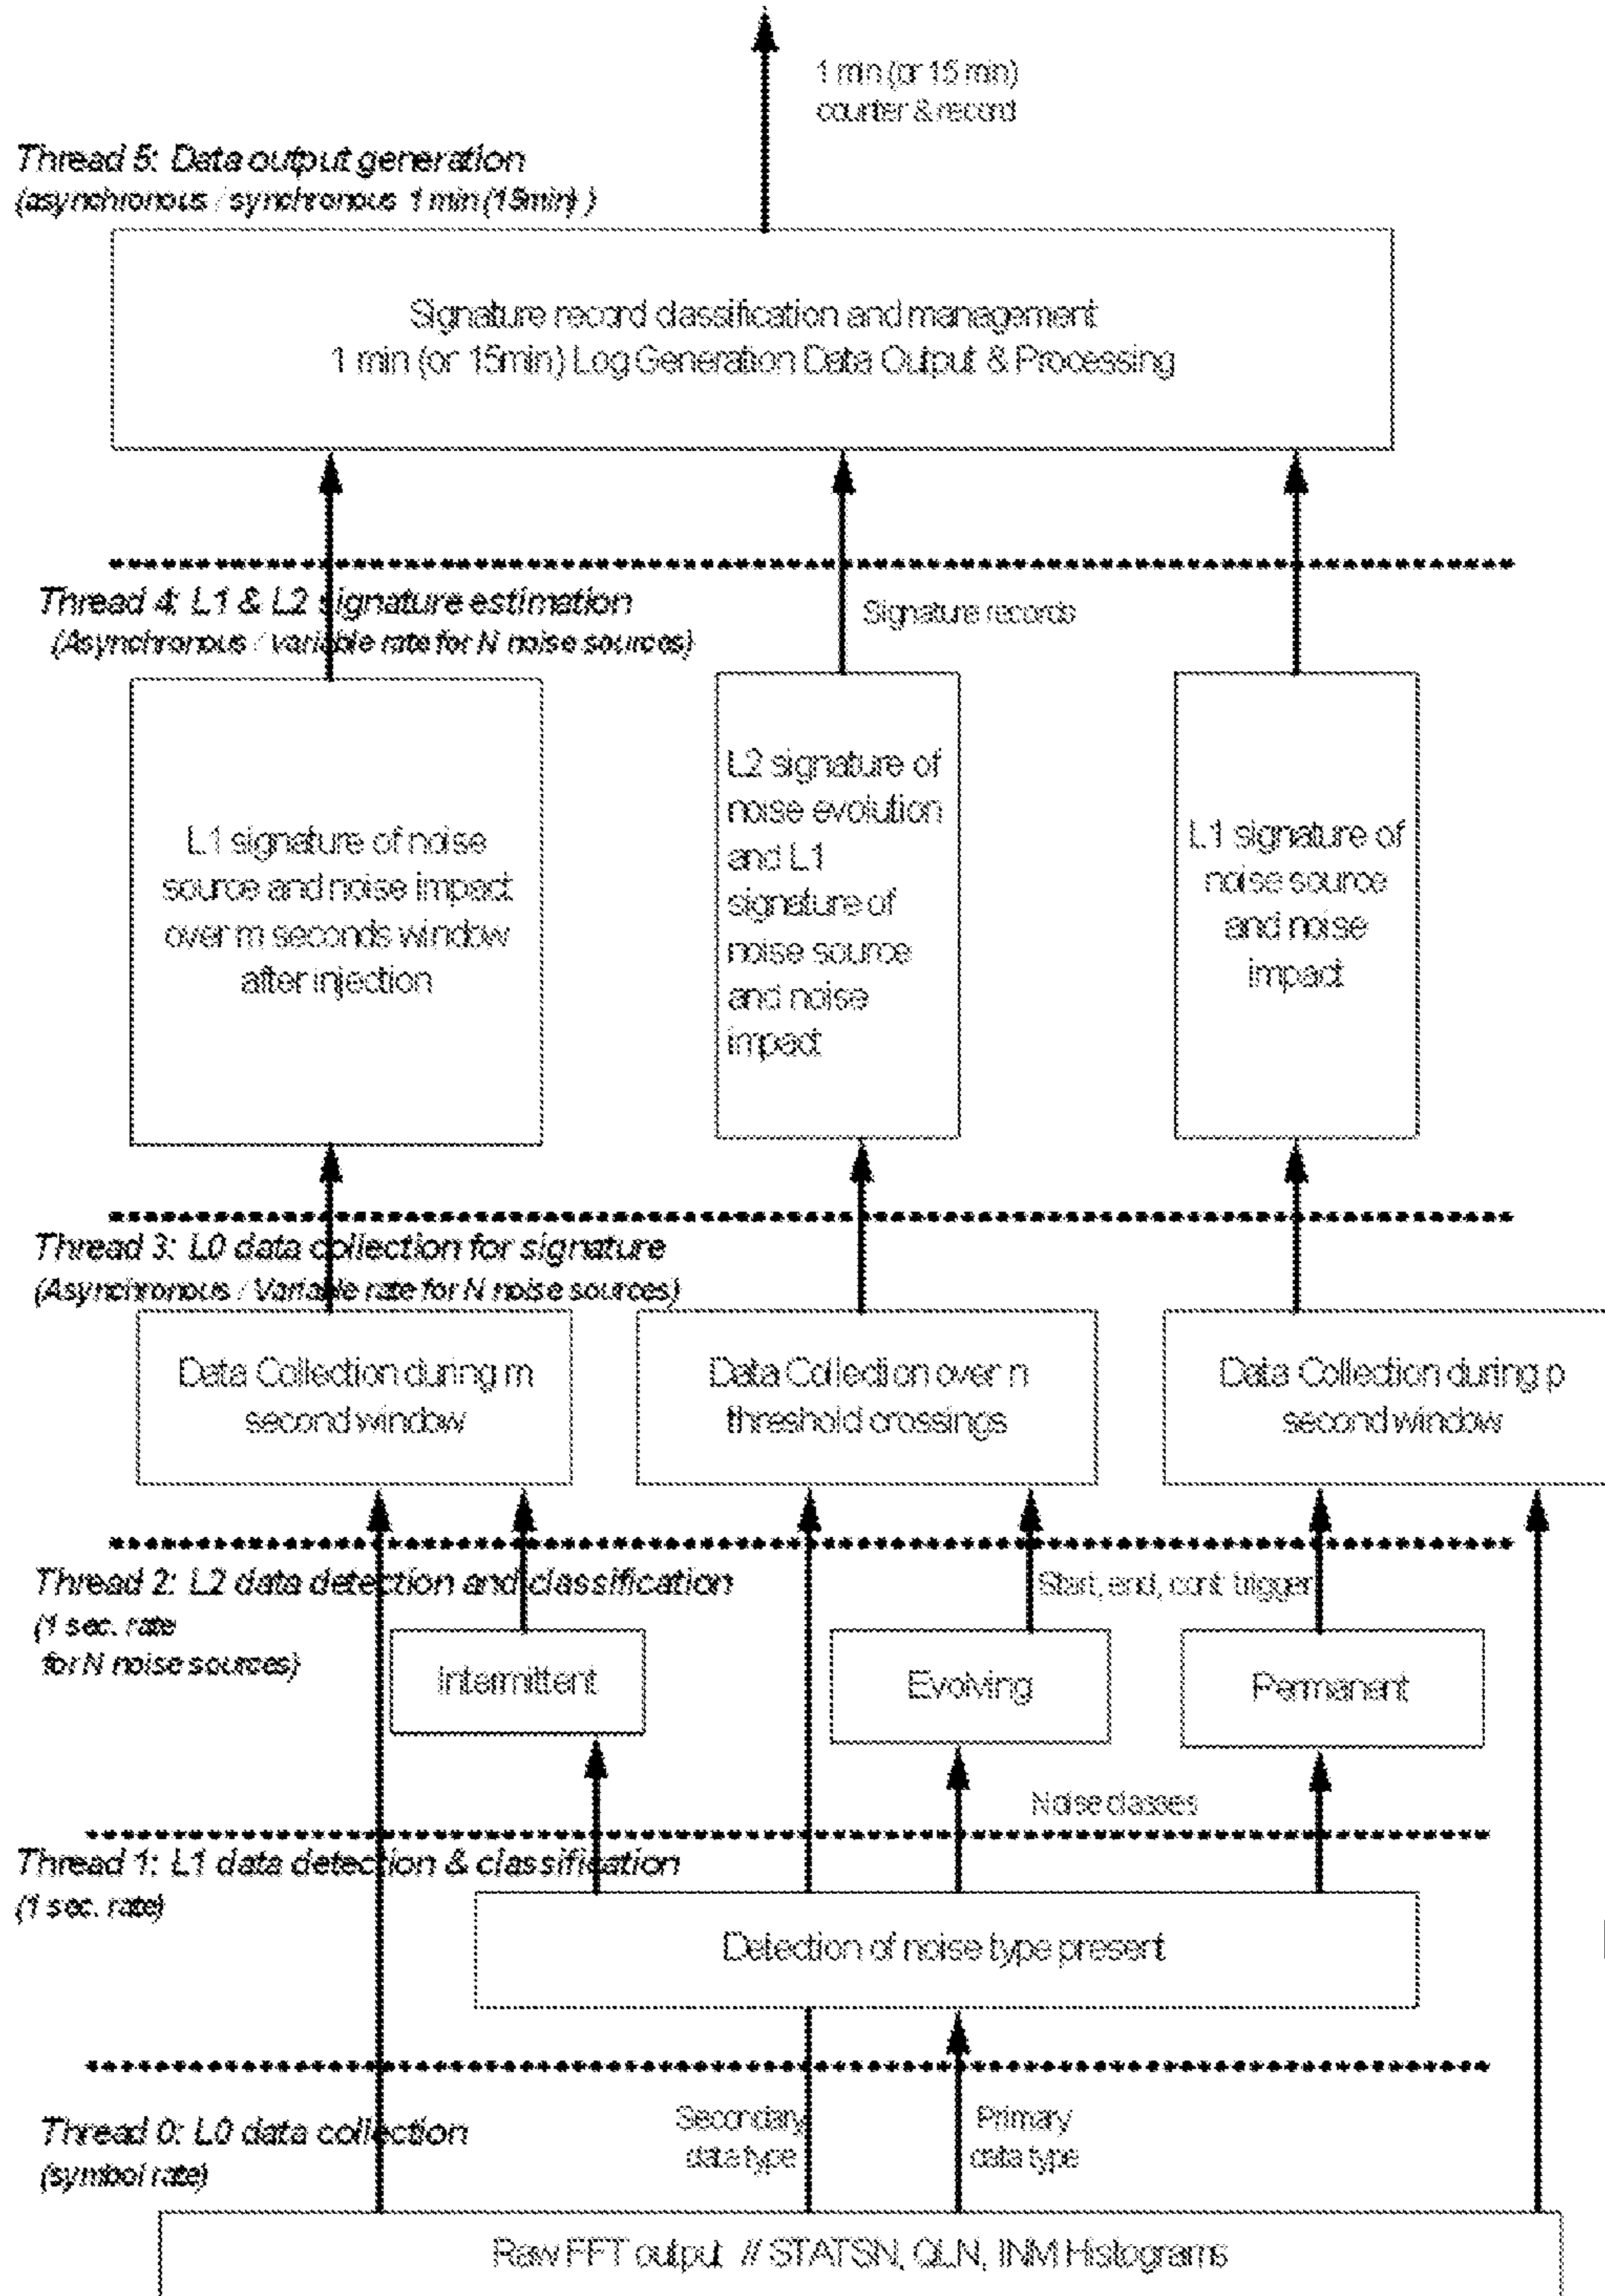 1 min (or 15 min)
counter & record
Thread 5: Data output generation
(asynchronous / synchronous 1 min (15min) )
Signature record classification and management
1 min (or 15min) Log Generation Data Output & Processing
Thread 4: L1 & L2 signature estimation
(Asynchronous / variable rate for N noise sources)
Signature records
L1 signature of noise
source and noise impact
over m seconds window
after injection
L2 signature of
noise evolution
and L1
signature of
noise source
and noise
impact
L1 signature of
noise source
and noise
impact
Thread 3: L0 data collection for signature
(Asynchronous / Variable rate for N noise sources)
Data Collection during m
second window
Data Collection over n
threshold crossings
Data Collection during p
second window
Thread 2: L2 data detection and classification
(1 sec. rate
for N noise sources)
Start, end, cont. trigger
Intermittent
Evolving
Permanent
Noise classes
Thread 1: L1 data detection & classification
(1 sec. rate)
Detection of noise type present
Thread 0: L0 data collection
(symbol rate)
Secondary
data type
Primary
data type
Raw FFT output // STATSN, QLN, INM Histograms